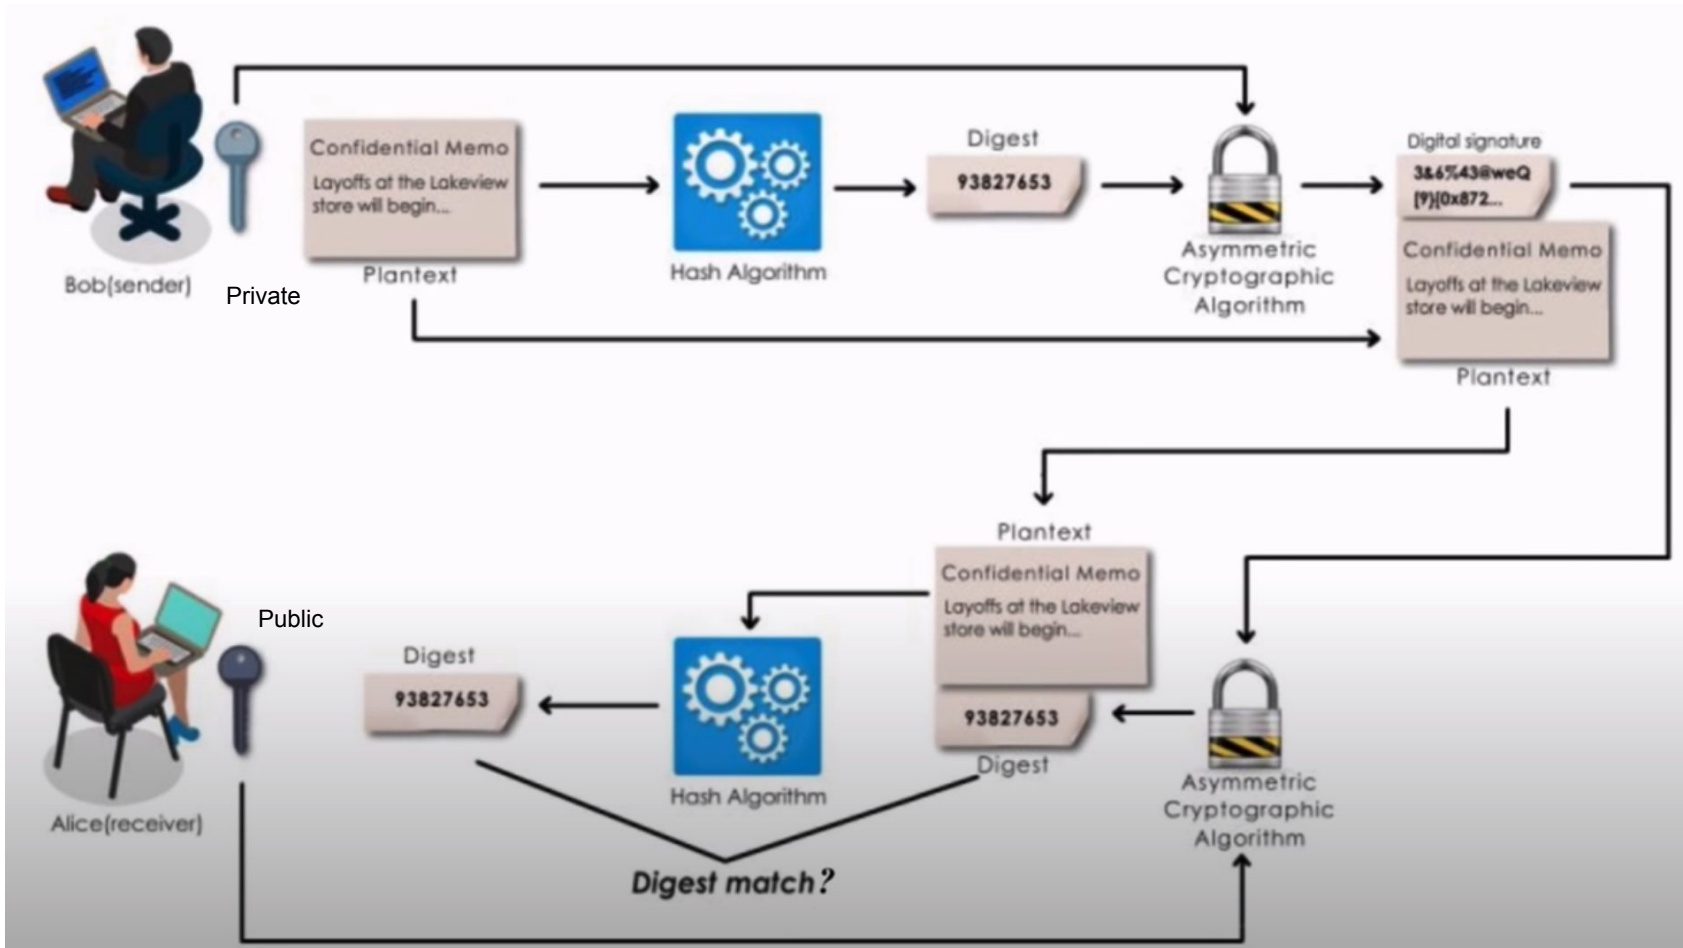 Confidential Memo
Layoffs at the Lakeview
store will begin...
Plantext
Bob(sender)
Private
Hash Algorithm
Digest
93827653
Asymmetric
Cryptographic
Algorithm
Digital signature
3&6%43@weQ
[9}{0x872...
Confidential Memo
Layoffs at the Lakeview
store will begin...
Plantext
Plantext
Confidential Memo
Layoffs at the Lakeview
store will begin...
93827653
Digest
Asymmetric
Cryptographic
Algorithm
Hash Algorithm
Digest
93827653
Public
Alice(receiver)
Digest match?